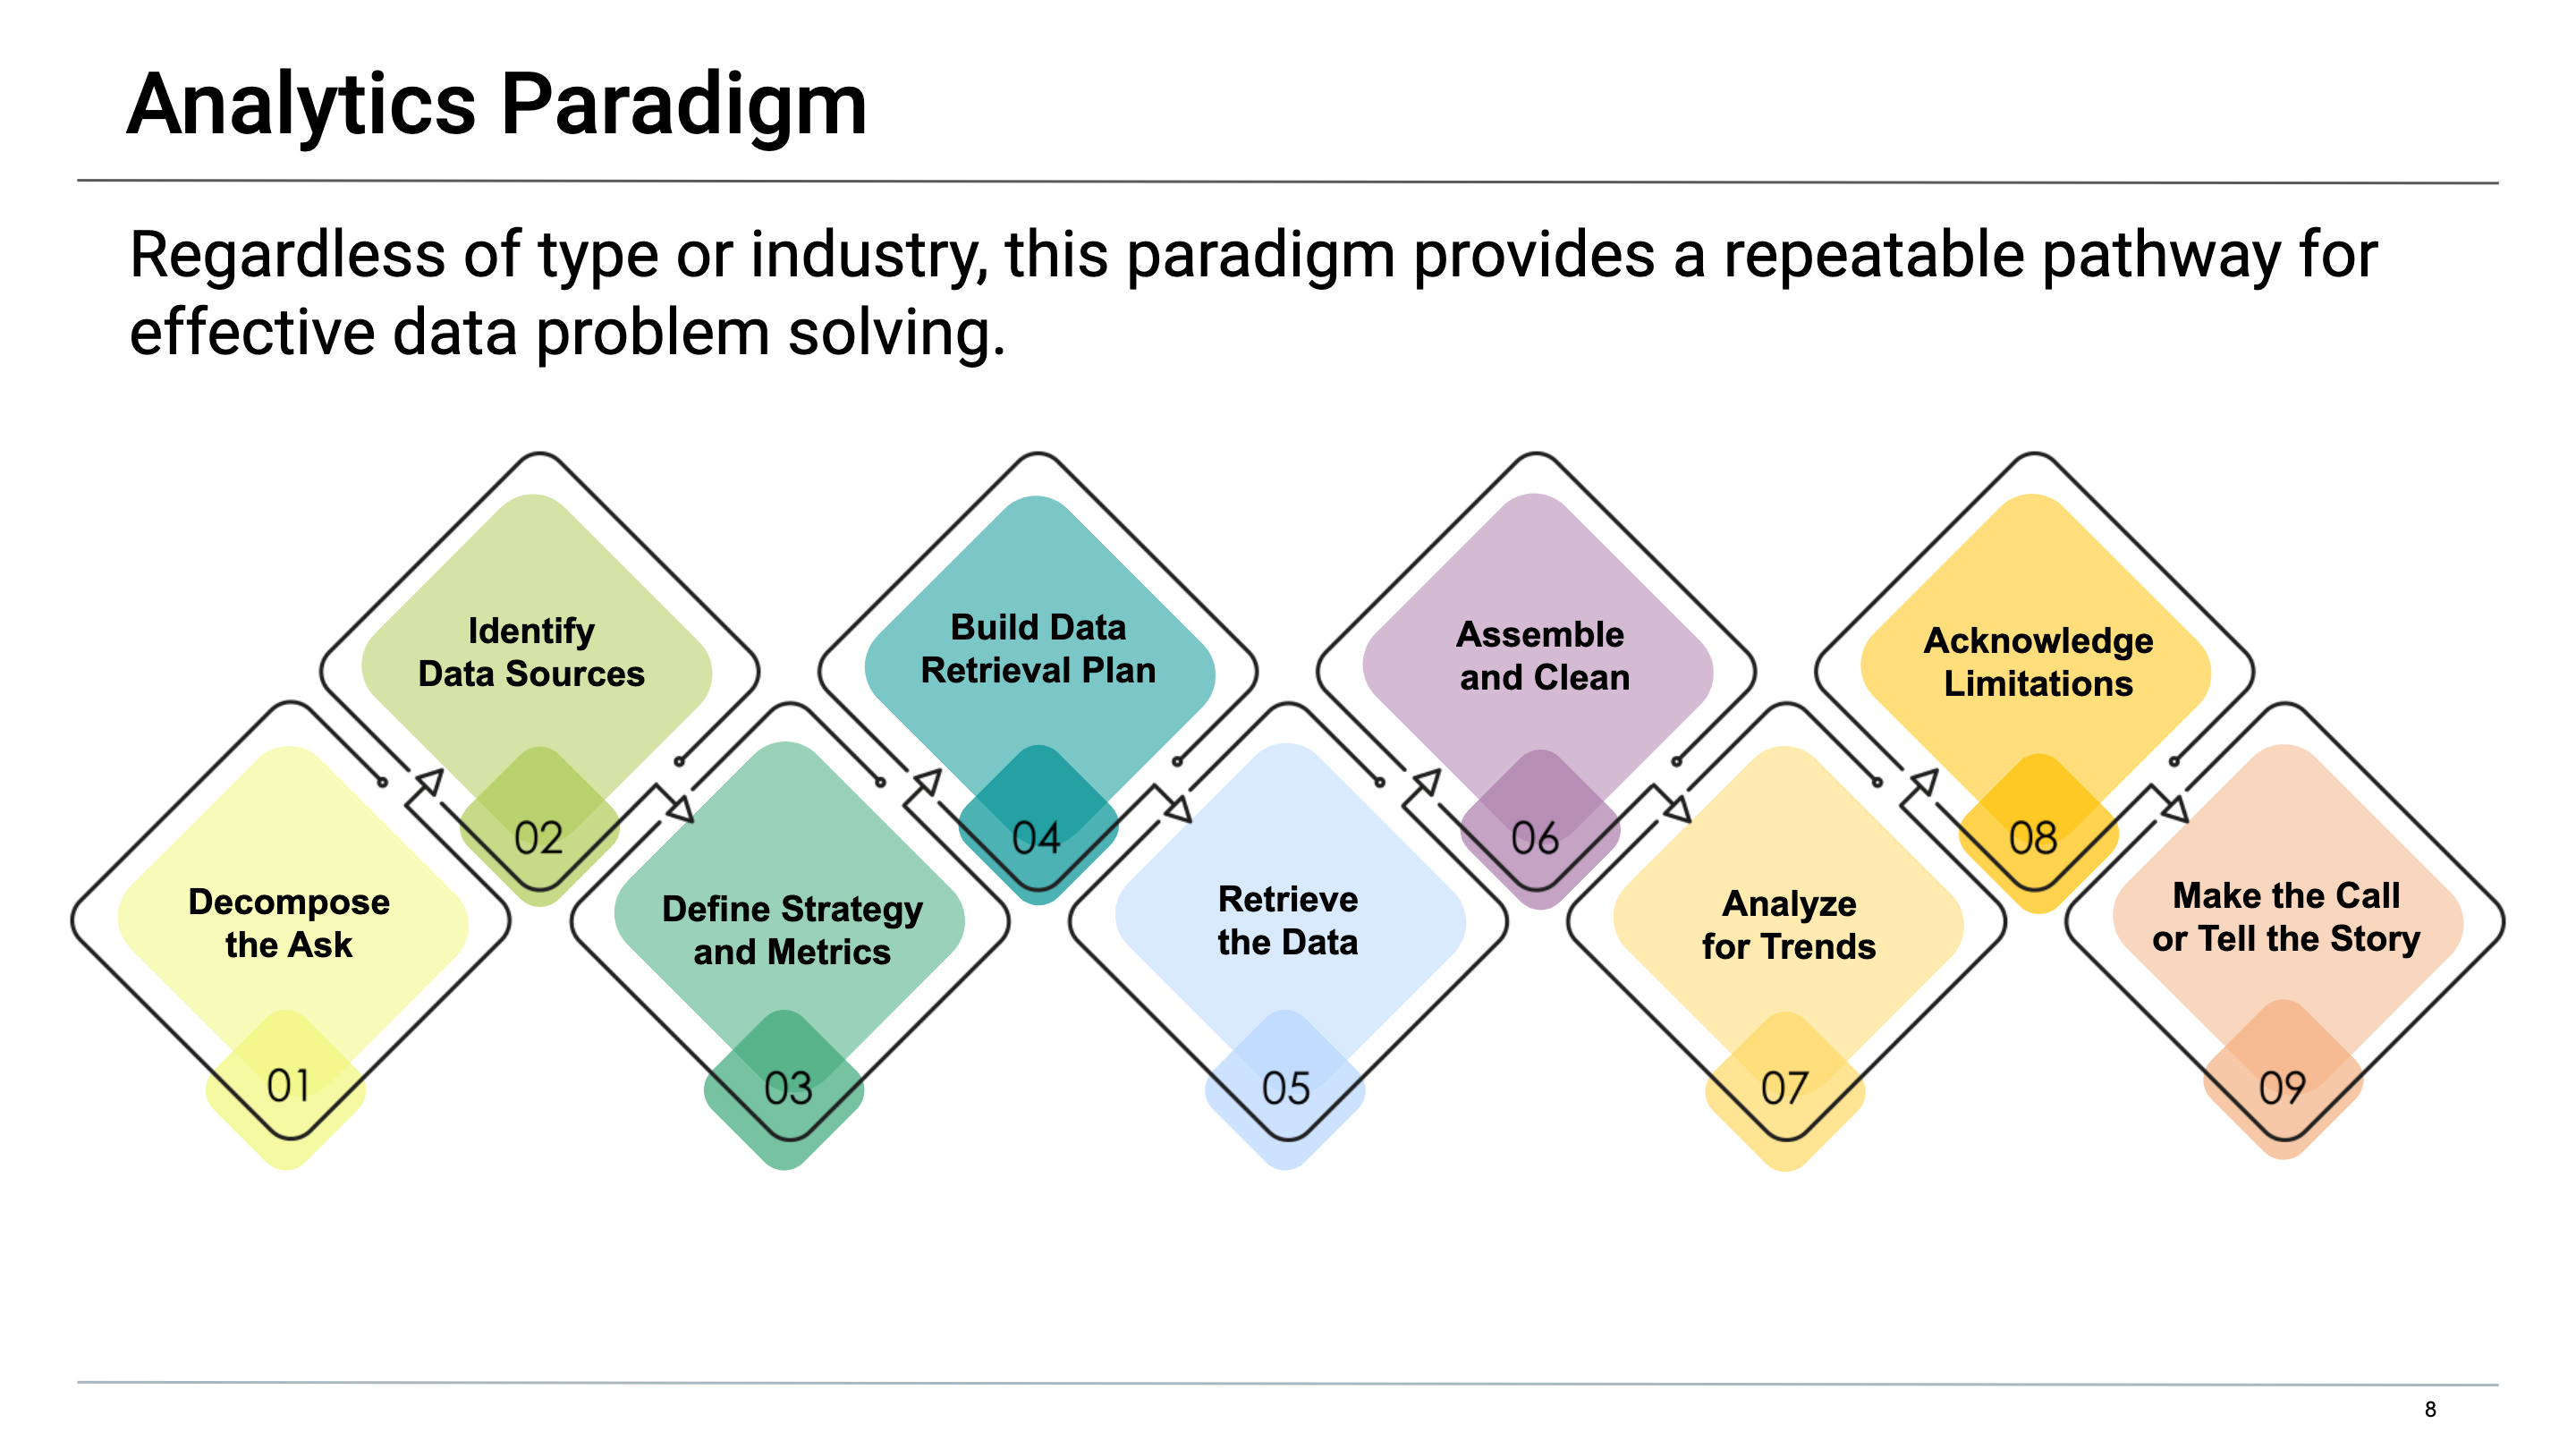 Analytics Paradigm
Regardless of type or industry, this paradigm provides a repeatable pathway for
effective data problem solving.
Decompose
the Ask
01
Identify
Data Sources
02
Define Strategy
and Metrics
03
Build Data
Retrieval Plan
04
Retrieve
the Data
05
Assemble
and Clean
06
Analyze
for Trends
07
Acknowledge
Limitations
08
Make the Call
or Tell the Story
09
8